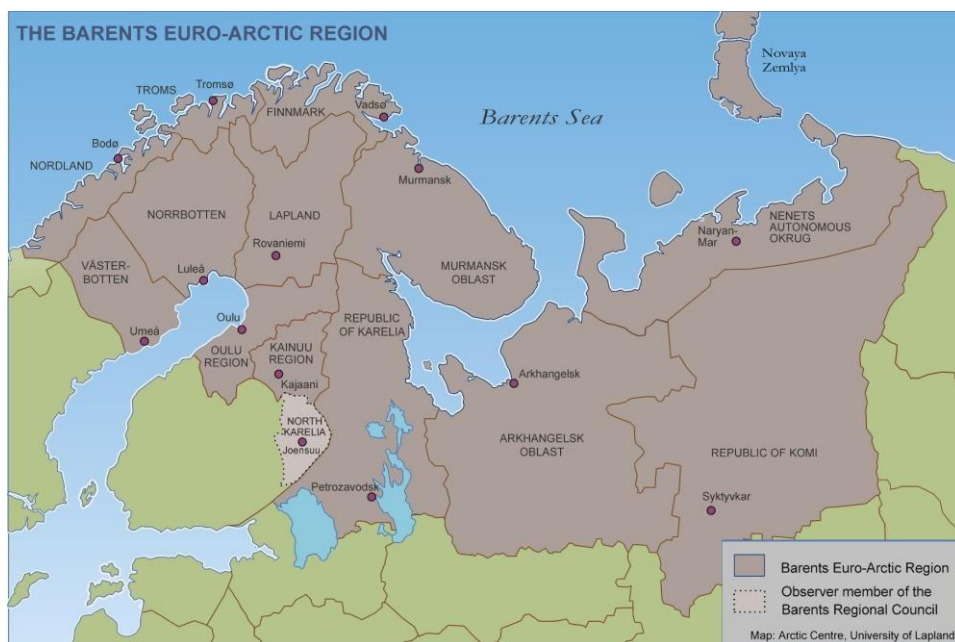 THE BARENTS EURO-ARCTIC REGION
Novaya
Zemlya
Tromsø
TROMS
FINNMARK
Vadsø
Barents Sea
Bodø
NORDLAND
Murmansk
NORRBOTTEN
LAPLAND
NENETS
AUTONOMOUS
OKRUG
Naryan-
Mar
Rovaniemi
VÄSTER-
BOTTEN
Luleå
MURMANSK
OBLAST
REPUBLIC
OF KARELIA
Umeå
Oulu
OULU
REGION
KAINUU
REGION
Kajaani
Arkhangelsk
NORTH
KARELIA
Joensuu
ARKHANGELSK
OBLAST
REPUBLIC OF KOMI
Petrozavodsk
Syktyvkar
Barents Euro-Arctic Region
Observer member of the
Barents Regional Council
Map: Arctic Centre, University of Lapland